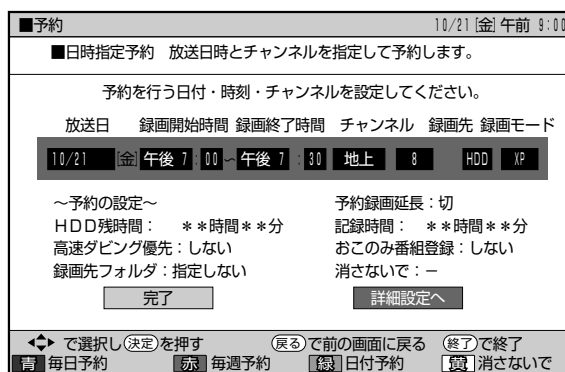 ■予約 10/21[金]午前 9:00
■日時指定予約 放送日時とチャンネルを指定して予約します。
予約を行う日付・時刻・チャンネルを設定してください。
放送日 録画開始時間 録画終了時間 チャンネル 録画先 録画モード
10/21 [金] 午後 7:00~午後 7:30 地上 8 HDD XP
~予約の設定~ 予約録画延長:切
HDD残時間: **時間**分 記録時間: **時間**分
高速ダビング優先:しない おこのみ番組登録:しない
録画先フォルダ:指定しない 消さないで:-
完了 詳細設定へ
で選択し 決定 を押す 戻る で前の画面に戻る 終了 で終了
青 毎日予約 赤 毎週予約 緑 日付予約 黄 消さないで